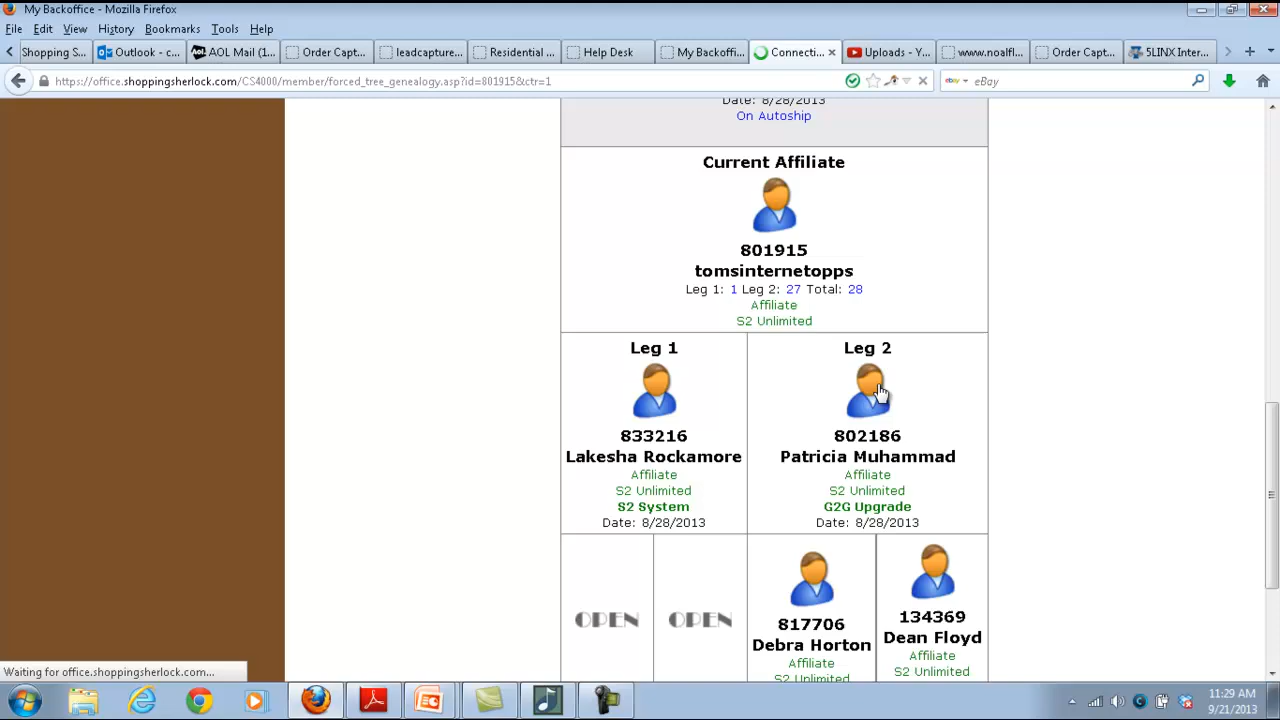 My Backoffice - Mozilla Firefox
File Edit View History Bookmarks Tools Help
Shopping S... Outlook - c... AOL Mail (1... Order Capt... leadcapture... Residential ... Help Desk My Backoffi... Connecti... Uploads - Y... www.noalfl... Order Capt... 5LINX Inter...
https://office.shoppingsherlock.com/CS4000/member/forced_tree_genealogy.asp?id=801915&ctr=1
eBay
Date: 8/28/2013
On Autoship
Current Affiliate
801915
tomsinternetopps
Leg 1: 1 Leg 2: 27 Total: 28
Affiliate
S2 Unlimited
Leg 1
833216
Lakesha Rockamore
Affiliate
S2 Unlimited
S2 System
Date: 8/28/2013
Leg 2
802186
Patricia Muhammad
Affiliate
S2 Unlimited
G2G Upgrade
Date: 8/28/2013
OPEN
OPEN
817706
Debra Horton
Affiliate
S2 Unlimited
134369
Dean Floyd
Affiliate
S2 Unlimited
Waiting for office.shoppingsherlock.com...
11:29 AM
9/21/2013